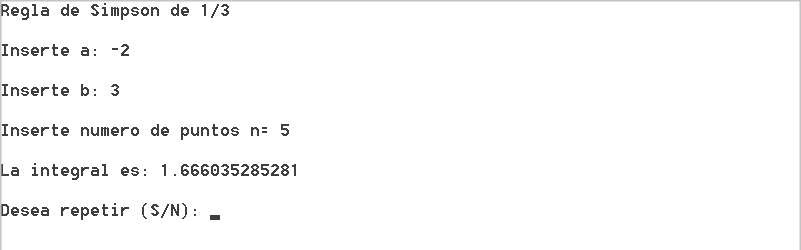 Regla de Simpson de 1/3
Inserte a: -2
Inserte b: 3
Inserte numero de puntos n= 5
La integral es: 1.666035285281
Desea repetir (S/N): _